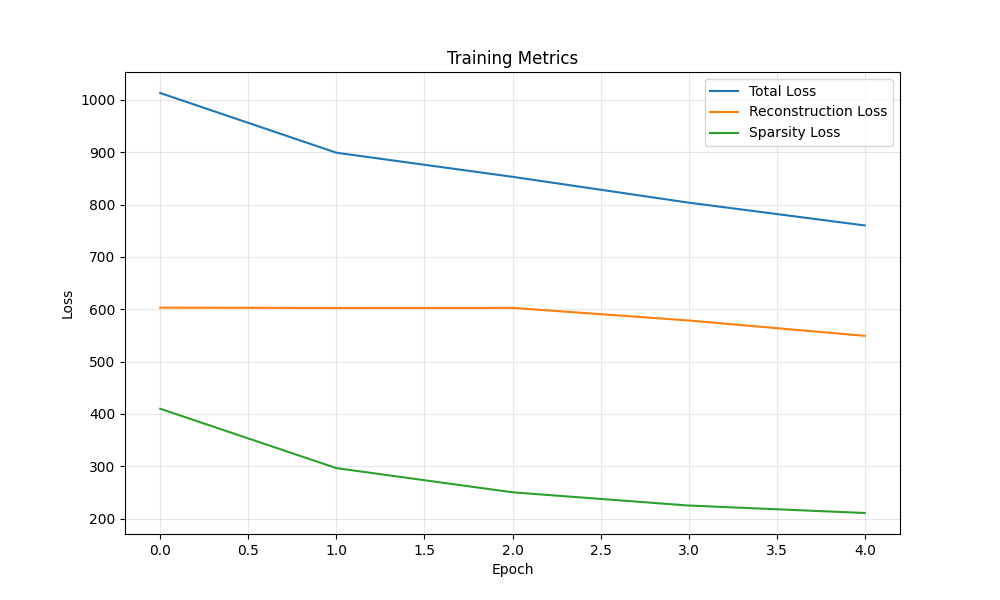 Training Metrics
Total Loss
Reconstruction Loss
Sparsity Loss
1000
900
800
700
600
500
400
300
200
Loss
0.0 0.5 1.0 1.5 2.0 2.5 3.0 3.5 4.0
Epoch